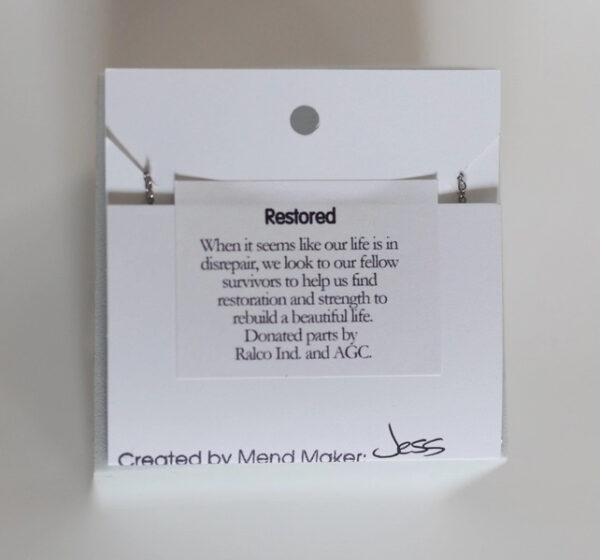 Restored
When it seems like our life is in
disrepair, we look to our fellow
survivors to help us find
restoration and strength to
rebuild a beautiful life.
Donated parts by
Ralco Ind. and AGC.
Created by Mend Maker: Jess